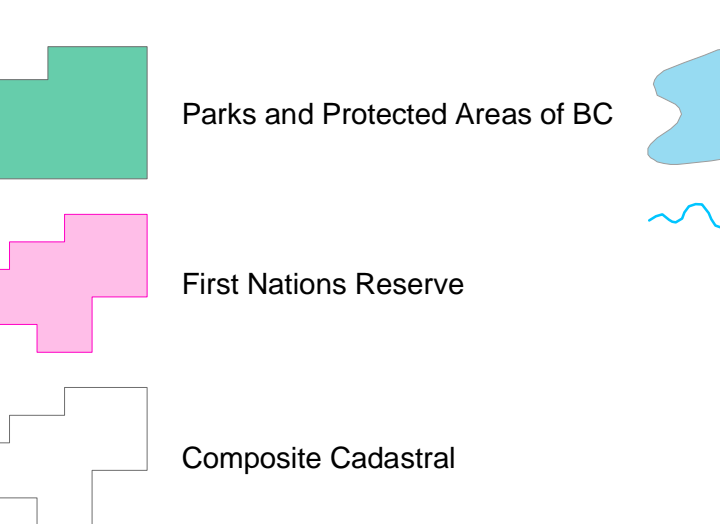 Parks and Protected Areas of BC
First Nations Reserve
Composite Cadastral